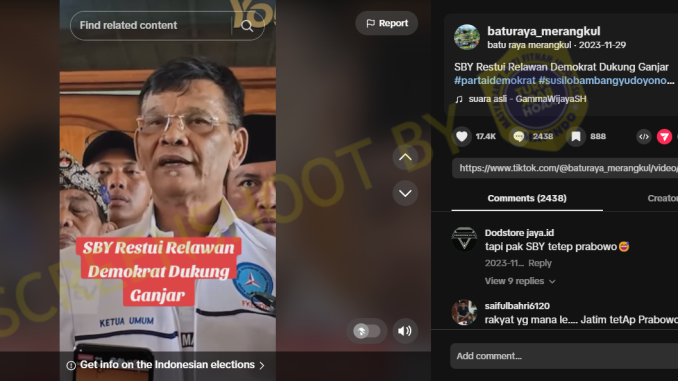 Find related content
Report
SBY Restui Relawan
Demokrat Dukung
Ganjar
KETUA UMUM
Get info on the Indonesian elections
SCREENSHOOT BY
TURN BACK HOAX
baturaya_merangkul
batu raya merangkul · 2023-11-29
SBY Restui Relawan Demokrat Dukung Ganjar
#partaidemokrat #susilobambangyudoyono...
suara asli - GammaWijayaSH
17.4K
2438
888
https://www.tiktok.com/@baturaya_merangkul/video/
Comments (2438)
Creator
Dodstore jaya.id
tapi pak SBY tetep prabowo😅
2023-11... Reply
View 9 replies
saifulbahri6120
rakyat yg mana le.... Jatim tetAp Prabowo
Add comment...